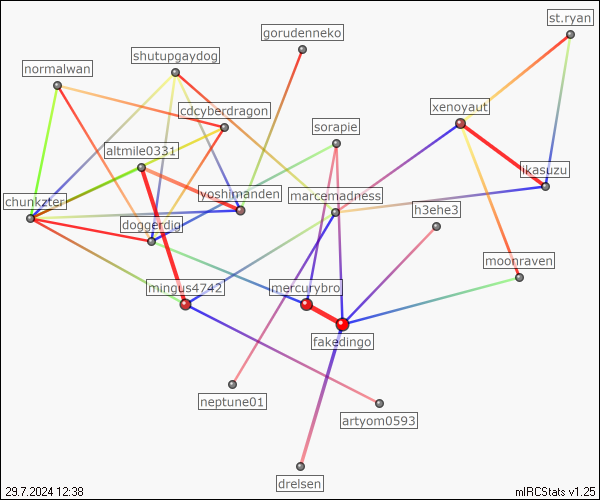 st.ryan
gorudenneko
shutupgaydog
normalwan
xenoyaut
cdcyberdragon
sorapie
altmile0331
ikasuzu
chunkzter
yoshimanden
marcemadness
h3ehe3
doggerdig
moonraven
mingus4742
mercurybro
fakedingo
neptune01
artyom0593
drelsen
29.7.2024 12:38
mIRCStats v1.25